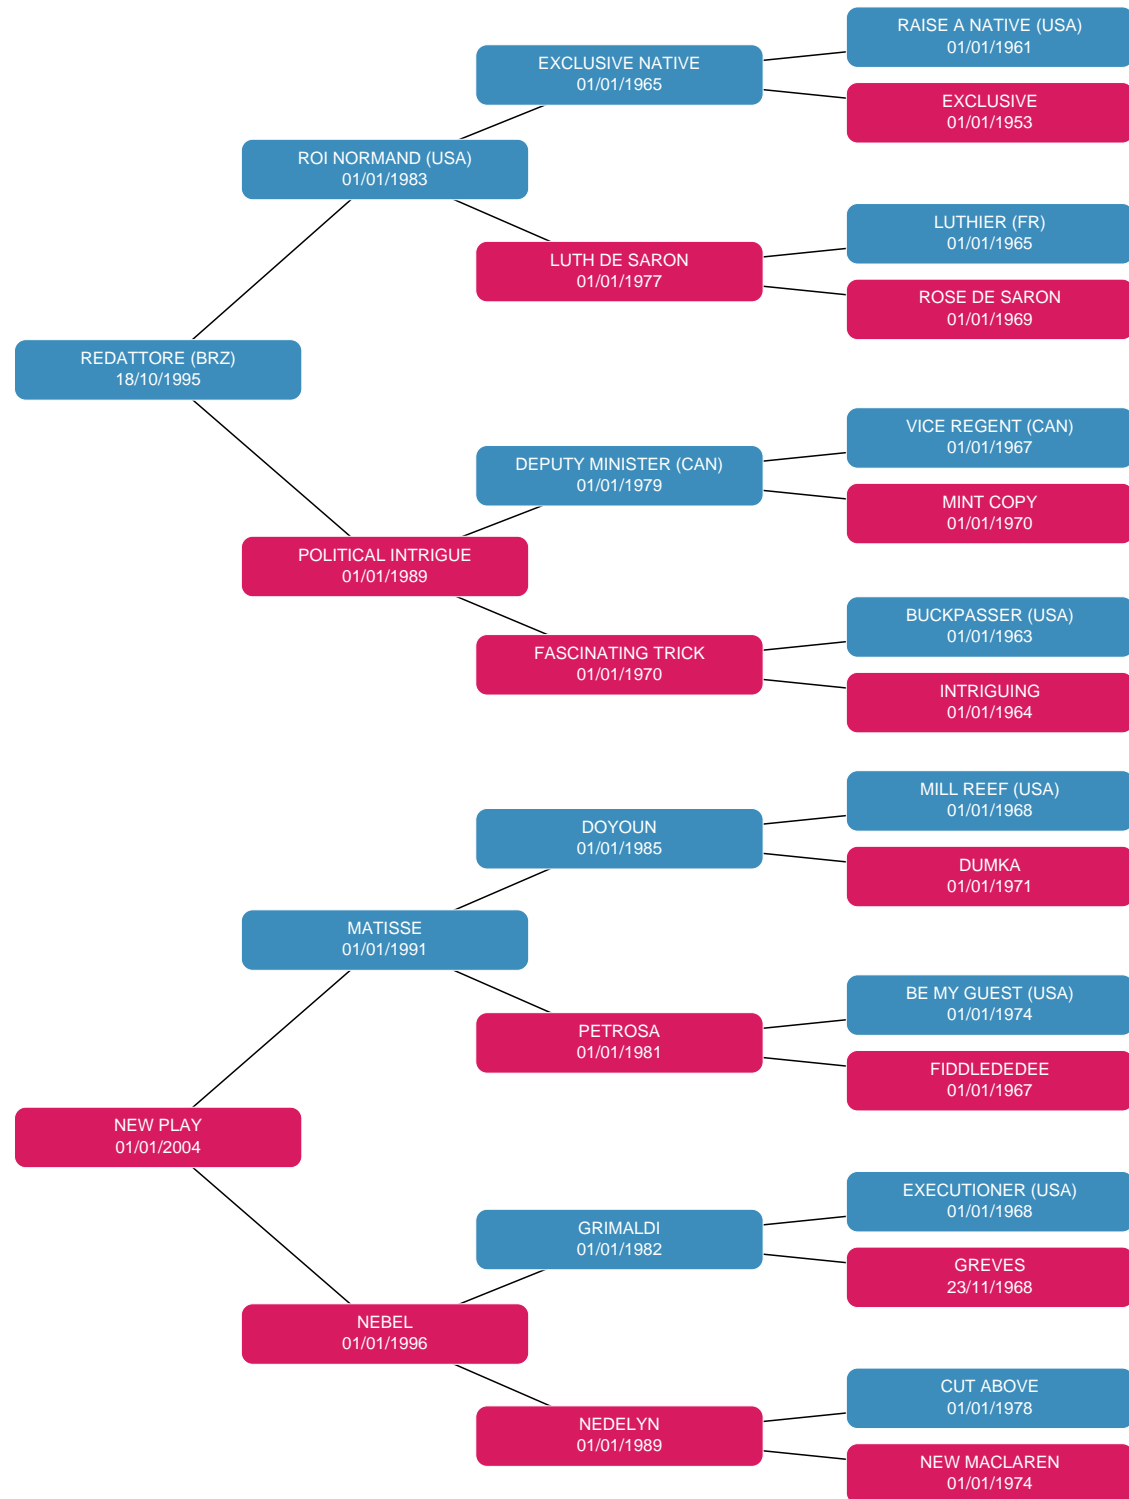 RAISE A NATIVE (USA)
01/01/1961
EXCLUSIVE NATIVE
01/01/1965
EXCLUSIVE
01/01/1953
ROI NORMAND (USA)
01/01/1983
LUTHIER (FR)
01/01/1965
LUTH DE SARON
01/01/1977
ROSE DE SARON
01/01/1969
REDATTORE (BRZ)
18/10/1995
VICE REGENT (CAN)
01/01/1967
DEPUTY MINISTER (CAN)
01/01/1979
MINT COPY
01/01/1970
POLITICAL INTRIGUE
01/01/1989
BUCKPASSER (USA)
01/01/1963
FASCINATING TRICK
01/01/1970
INTRIGUING
01/01/1964
MILL REEF (USA)
01/01/1968
DOYOUN
01/01/1985
DUMKA
01/01/1971
MATISSE
01/01/1991
BE MY GUEST (USA)
01/01/1974
PETROSA
01/01/1981
FIDDLEDEDEE
01/01/1967
NEW PLAY
01/01/2004
EXECUTIONER (USA)
01/01/1968
GRIMALDI
01/01/1982
GREVES
23/11/1968
NEBEL
01/01/1996
CUT ABOVE
01/01/1978
NEDELYN
01/01/1989
NEW MACLAREN
01/01/1974